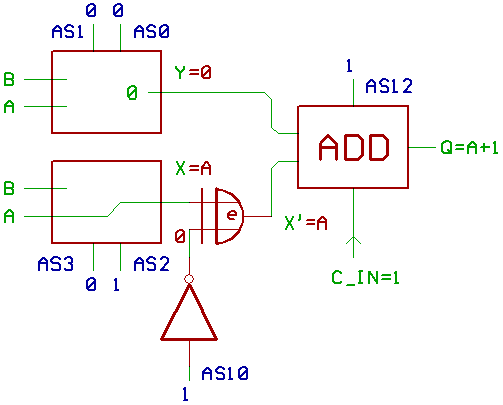 0 0
AS1 AS0
B
A
0
Y=0
1
AS12
ADD
Q=A+1
B
A
X=A
e
0
X'=A
C_IN=1
AS3 AS2
0 1
AS10
1